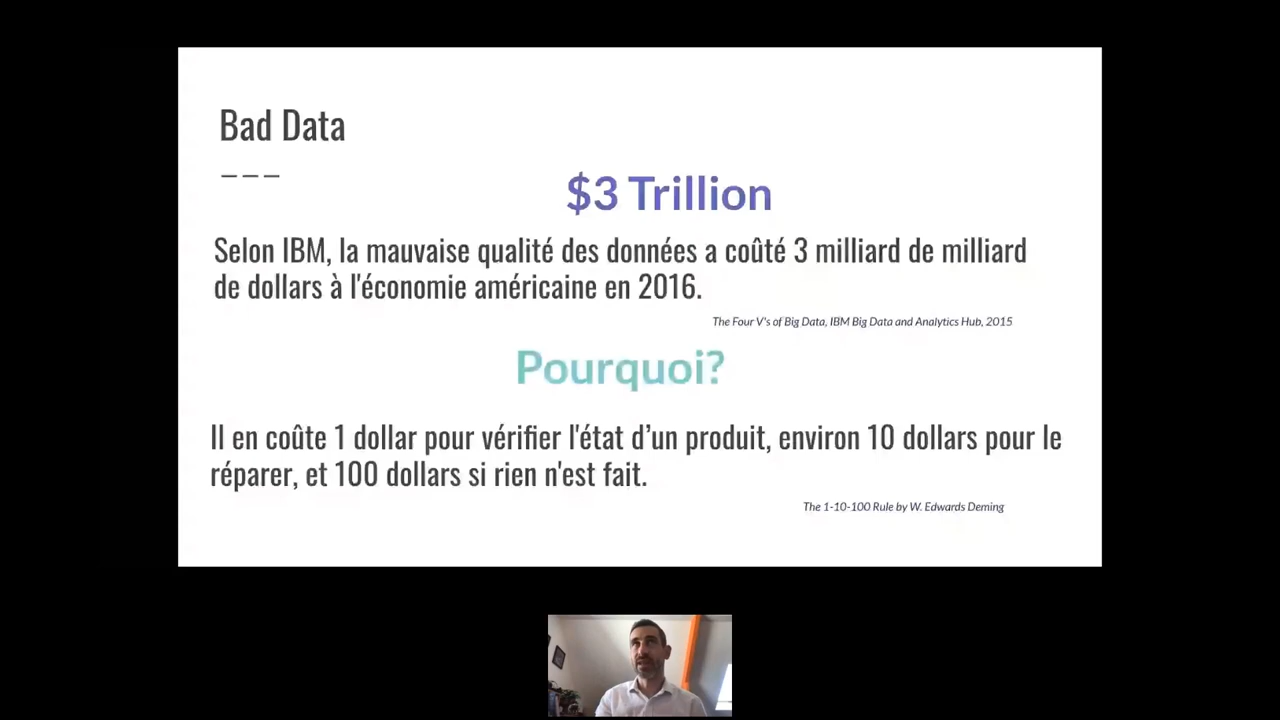 Bad Data
$3 Trillion
Selon IBM, la mauvaise qualité des données a coûté 3 milliard de milliard
de dollars à l'économie américaine en 2016.
The Four V's of Big Data, IBM Big Data and Analytics Hub, 2015
Pourquoi?
Il en coûte 1 dollar pour vérifier l'état d’un produit, environ 10 dollars pour le
réparer, et 100 dollars si rien n'est fait.
The 1-10-100 Rule by W. Edwards Deming